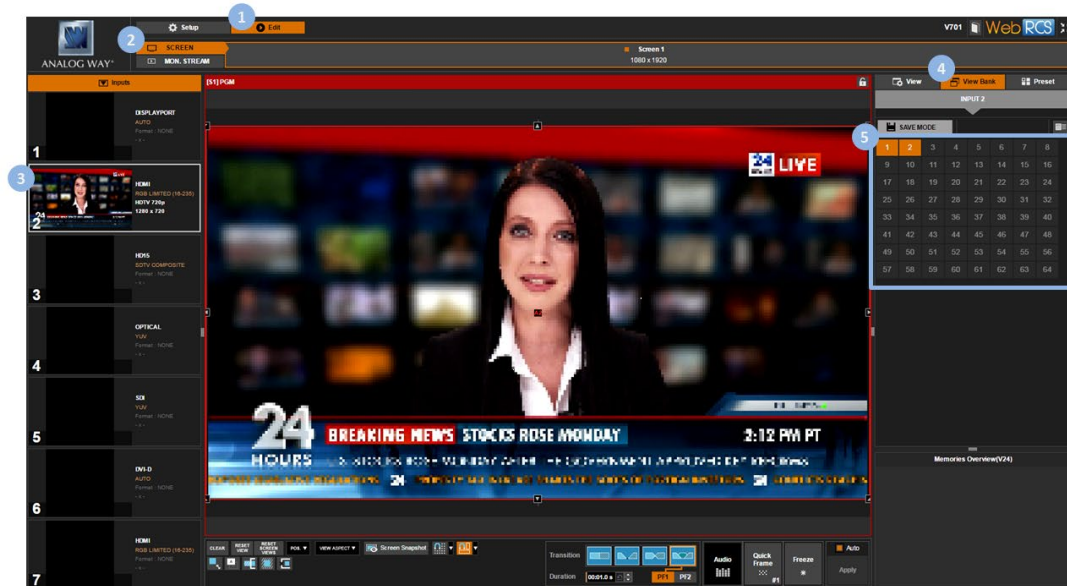 1
Setup
Edit
V701
Web RCS
2
SCREEN
MON. STREAM
Screen 1
1080 x 1920
ANALOG WAY®
Inputs
[S1] PGM
4
View
View Bank
Preset
INPUT 2
5
SAVE MODE
DISPLAYPORT
AUTO
Format : NONE
- x -
1
3
HDMI
RGB LIMITED (16-235)
HDTV 720p
1280 x 720
2
HD15
SDTV COMPOSITE
Format : NONE
- x -
3
OPTICAL
YUV
Format : NONE
- x -
4
SDI
YUV
Format : NONE
- x -
5
DVI-D
AUTO
Format : NONE
- x -
6
HDMI
RGB LIMITED (16-235)
Format : NONE
- x -
7
24 LIVE
24
HOURS
BREAKING NEWS STOCKS ROSE MONDAY
2:12 PM PT
1 2 3 4 5 6 7 8
9 10 11 12 13 14 15 16
17 18 19 20 21 22 23 24
25 26 27 28 29 30 31 32
33 34 35 36 37 38 39 40
41 42 43 44 45 46 47 48
49 50 51 52 53 54 55 56
57 58 59 60 61 62 63 64
Memories Overview(V24)
CLEAR
RESET VIEW
RESET SCREEN VIEWS
POS. ▼
VIEW ASPECT ▼
Screen Snapshot
Transition
Duration
00:01.0 s
PF1
PF2
Audio
Quick Frame
#1
Freeze
Auto
Apply